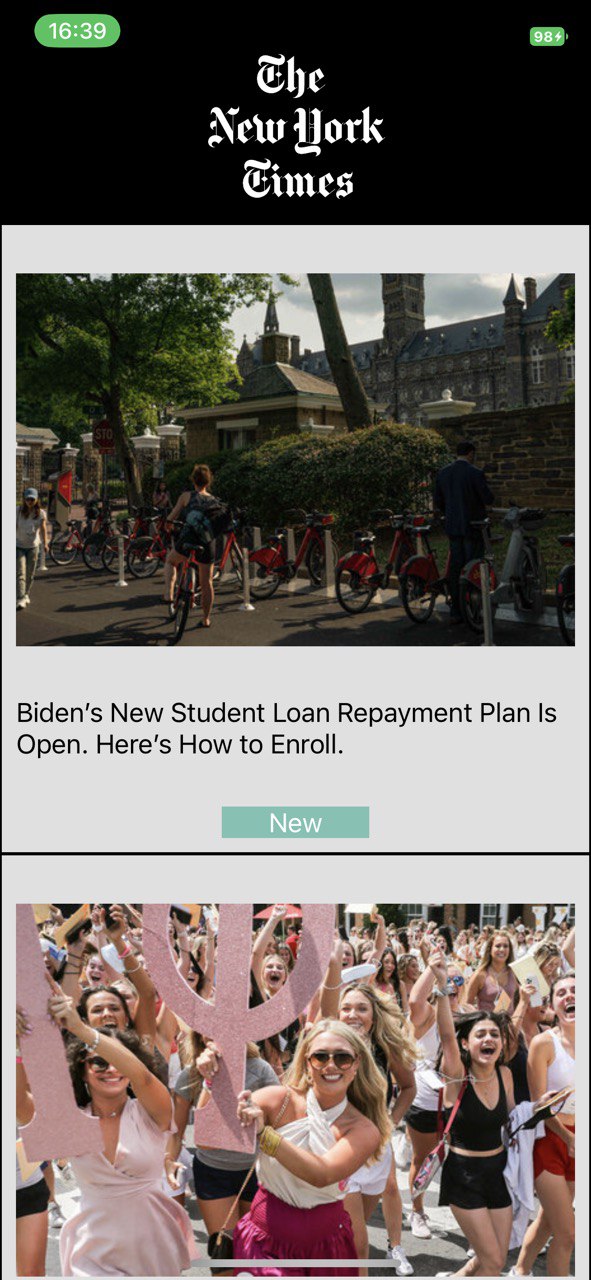 16:39
98
The
New York
Times
STO
Biden’s New Student Loan Repayment Plan Is
Open. Here’s How to Enroll.
New